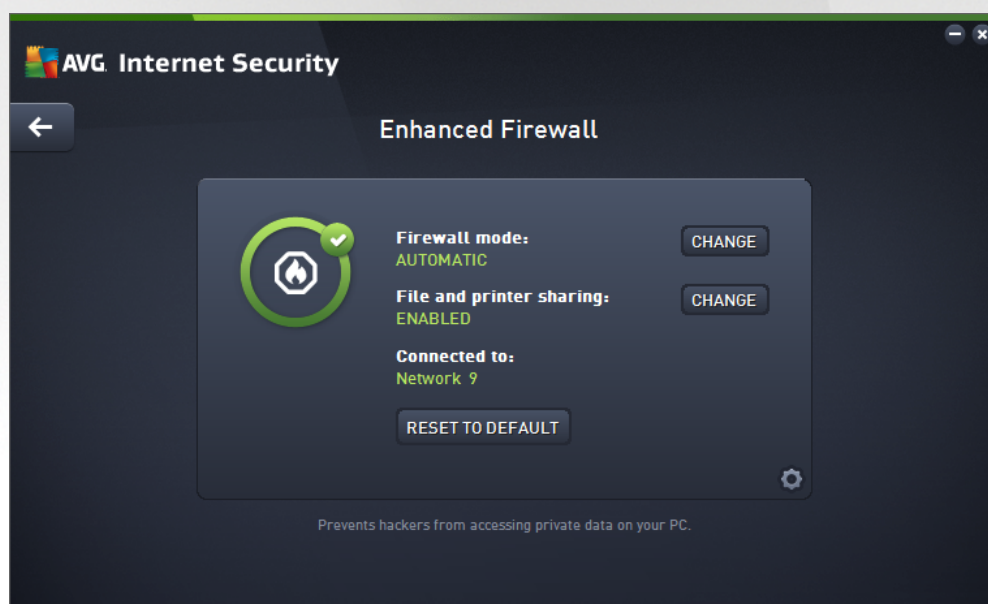 AVG. Internet Security
Enhanced Firewall
Firewall mode:
AUTOMATIC
CHANGE
File and printer sharing:
ENABLED
CHANGE
Connected to:
Network 9
RESET TO DEFAULT
Prevents hackers from accessing private data on your PC.